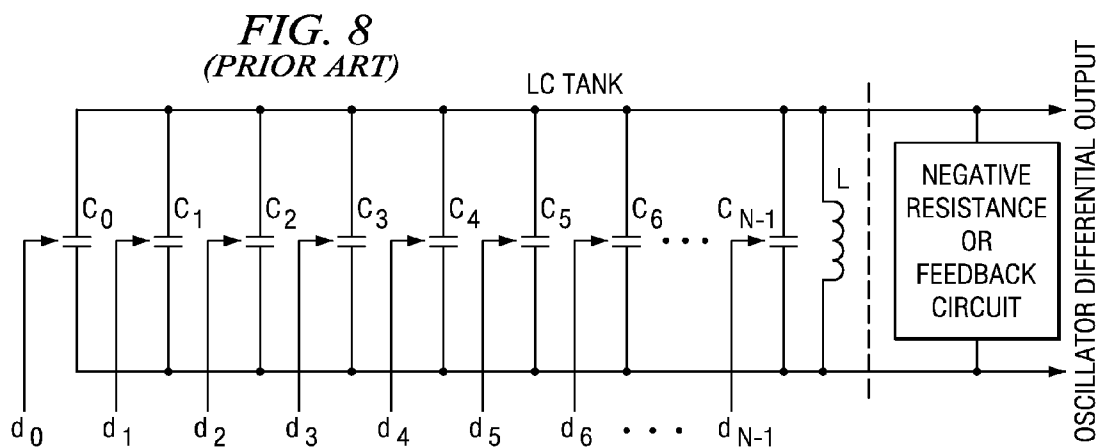 FIG. 8
(PRIOR ART)
LC TANK
C0 C1 C2 C3 C4 C5 C6 • • • CN-1 L
NEGATIVE
RESISTANCE
OR
FEEDBACK
CIRCUIT
OSCILLATOR DIFFERENTIAL OUTPUT
d0 d1 d2 d3 d4 d5 d6 • • • • dN-1